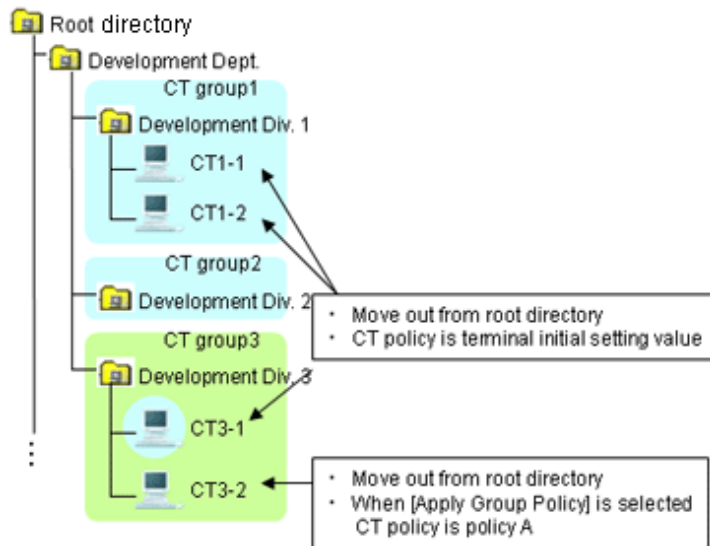 Root directory
Development Dept.
CT group1
Development Div. 1
CT1-1
CT1-2
CT group2
Development Div. 2
・ Move out from root directory
・ CT policy is terminal initial setting value
CT group3
Development Div. 3
CT3-1
CT3-2
・ Move out from root directory
・ When [Apply Group Policy] is selected
CT policy is policy A